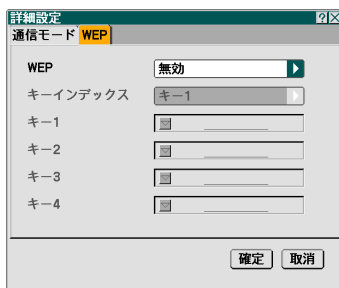 詳細設定
通信モード WEP
WEP 無効
キーインデックス キー1
キー1
キー2
キー3
キー4
確定 取消